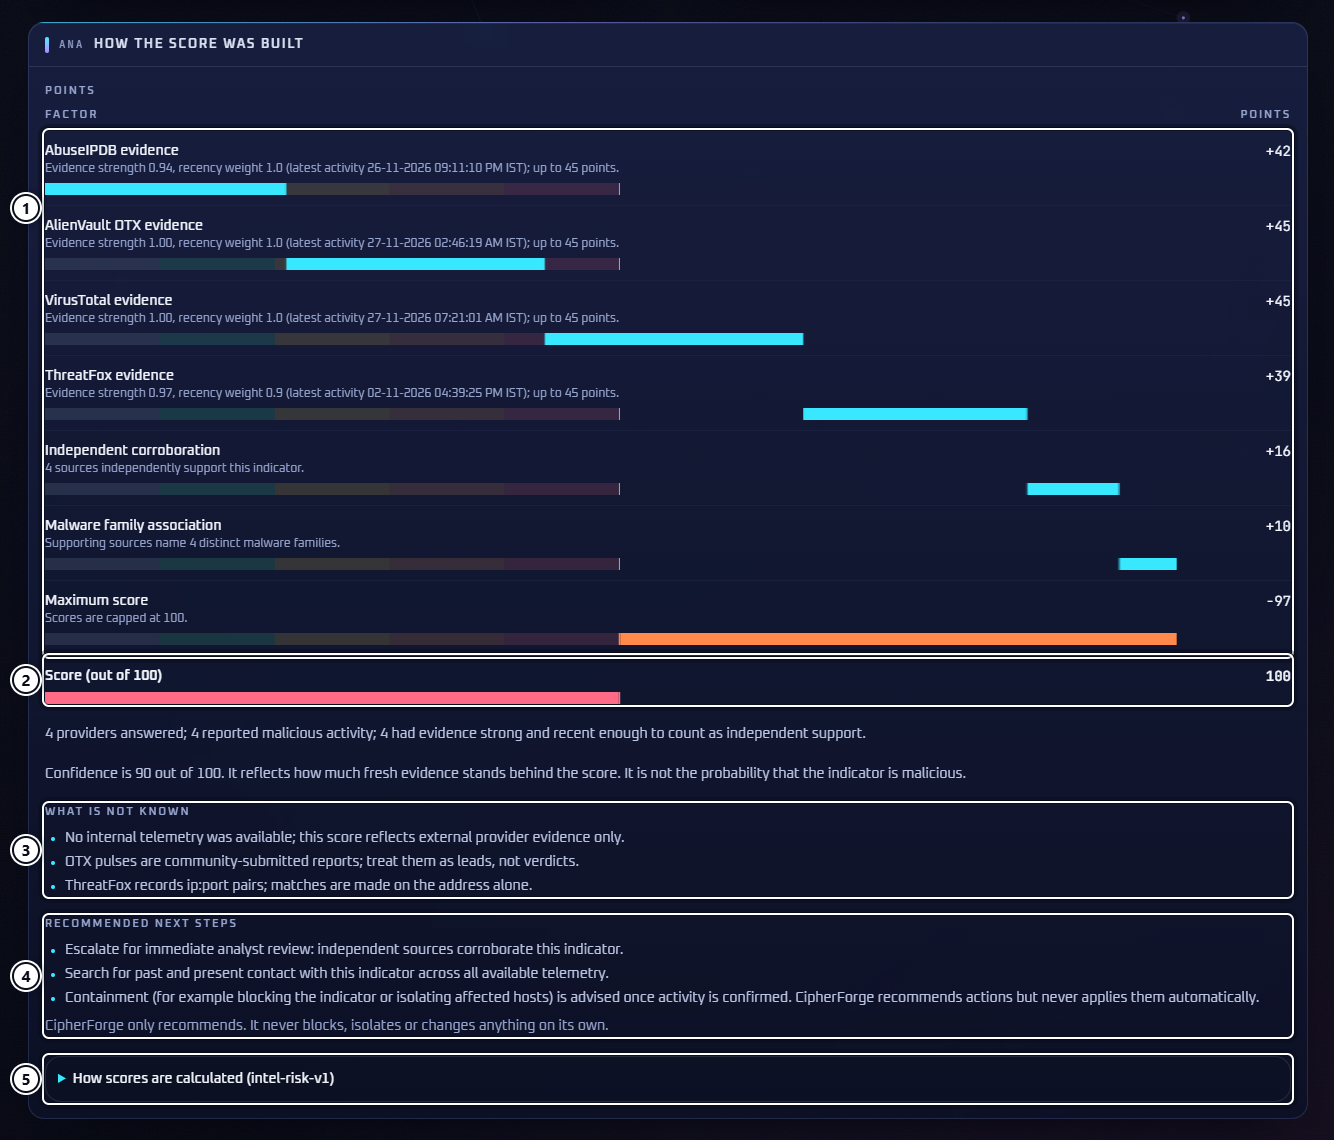 ANA HOW THE SCORE WAS BUILT
POINTS
FACTOR POINTS
AbuseIPDB evidence +42
Evidence strength 0.94, recency weight 1.0 (latest activity 26-11-2026 09:11:10 PM IST); up to 45 points.
1
AlienVault OTX evidence +45
Evidence strength 1.00, recency weight 1.0 (latest activity 27-11-2026 02:46:19 AM IST); up to 45 points.
VirusTotal evidence +45
Evidence strength 1.00, recency weight 1.0 (latest activity 27-11-2026 07:21:01 AM IST); up to 45 points.
ThreatFox evidence +39
Evidence strength 0.97, recency weight 0.9 (latest activity 02-11-2026 04:39:25 PM IST); up to 45 points.
Independent corroboration +16
4 sources independently support this indicator.
Malware family association +10
Supporting sources name 4 distinct malware families.
Maximum score -97
Scores are capped at 100.
2
Score (out of 100) 100
4 providers answered; 4 reported malicious activity; 4 had evidence strong and recent enough to count as independent support.
Confidence is 90 out of 100. It reflects how much fresh evidence stands behind the score. It is not the probability that the indicator is malicious.
WHAT IS NOT KNOWN
No internal telemetry was available; this score reflects external provider evidence only.
3
OTX pulses are community-submitted reports; treat them as leads, not verdicts.
ThreatFox records ip:port pairs; matches are made on the address alone.
RECOMMENDED NEXT STEPS
Escalate for immediate analyst review: independent sources corroborate this indicator.
4
Search for past and present contact with this indicator across all available telemetry.
Containment (for example blocking the indicator or isolating affected hosts) is advised once activity is confirmed. CipherForge recommends actions but never applies them automatically.
CipherForge only recommends. It never blocks, isolates or changes anything on its own.
5
How scores are calculated (intel-risk-v1)